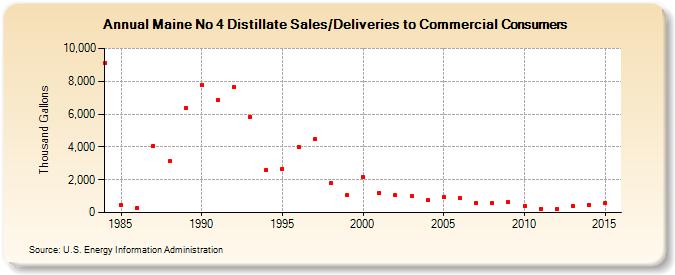 Annual Maine No 4 Distillate Sales/Deliveries to Commercial Consumers
Thousand Gallons
10,000
8,000
6,000
4,000
2,000
0
1985 1990 1995 2000 2005 2010 2015
Source: U.S. Energy Information Administration